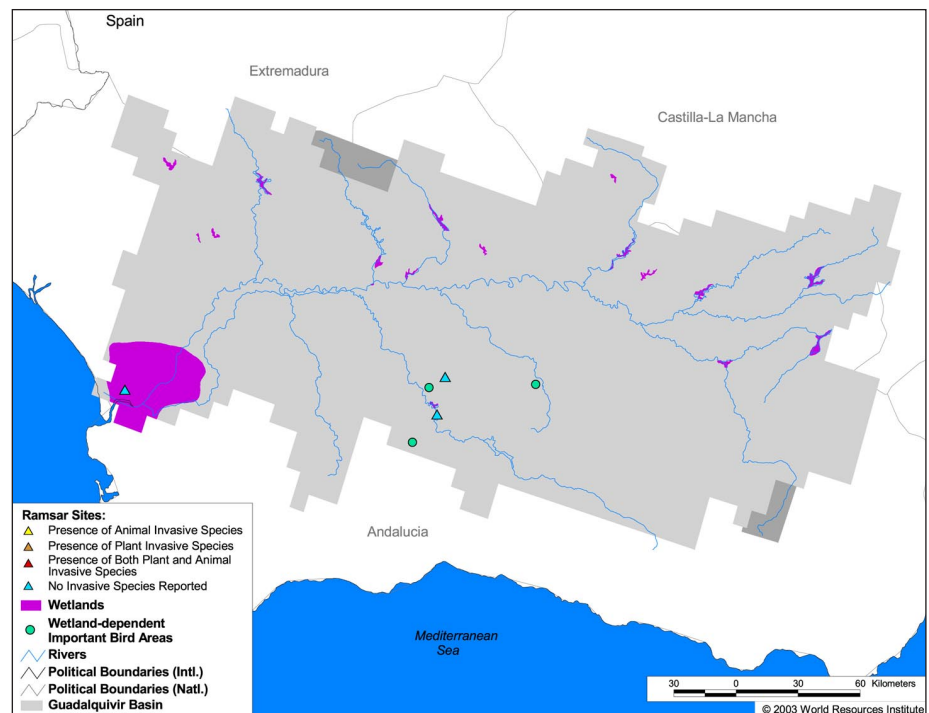 Spain
Extremadura
Castilla-La Mancha
Andalucia
Mediterranean
Sea
Ramsar Sites:
Presence of Animal Invasive Species
Presence of Plant Invasive Species
Presence of Both Plant and Animal
Invasive Species
No Invasive Species Reported
Wetlands
Wetland-dependent
Important Bird Areas
Rivers
Political Boundaries (Intl.)
Political Boundaries (Natl.)
Guadalquivir Basin
30 0 30 60 Kilometers
© 2003 World Resources Institute